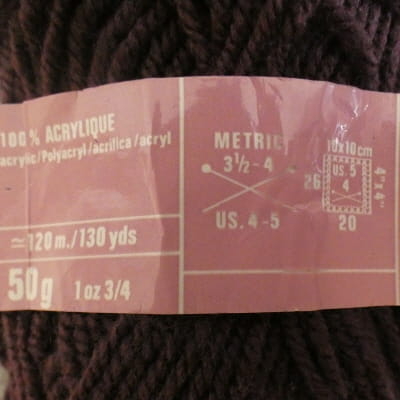 100% ACRYLIQUE
acrylic/Polyacryl/acrilica/acryl
≃120 m./130 yds
50g 1 oz 3/4
METRIC
3½-4
US. 4-5
10x10cm
26
US. 5
4
4"x4"
20